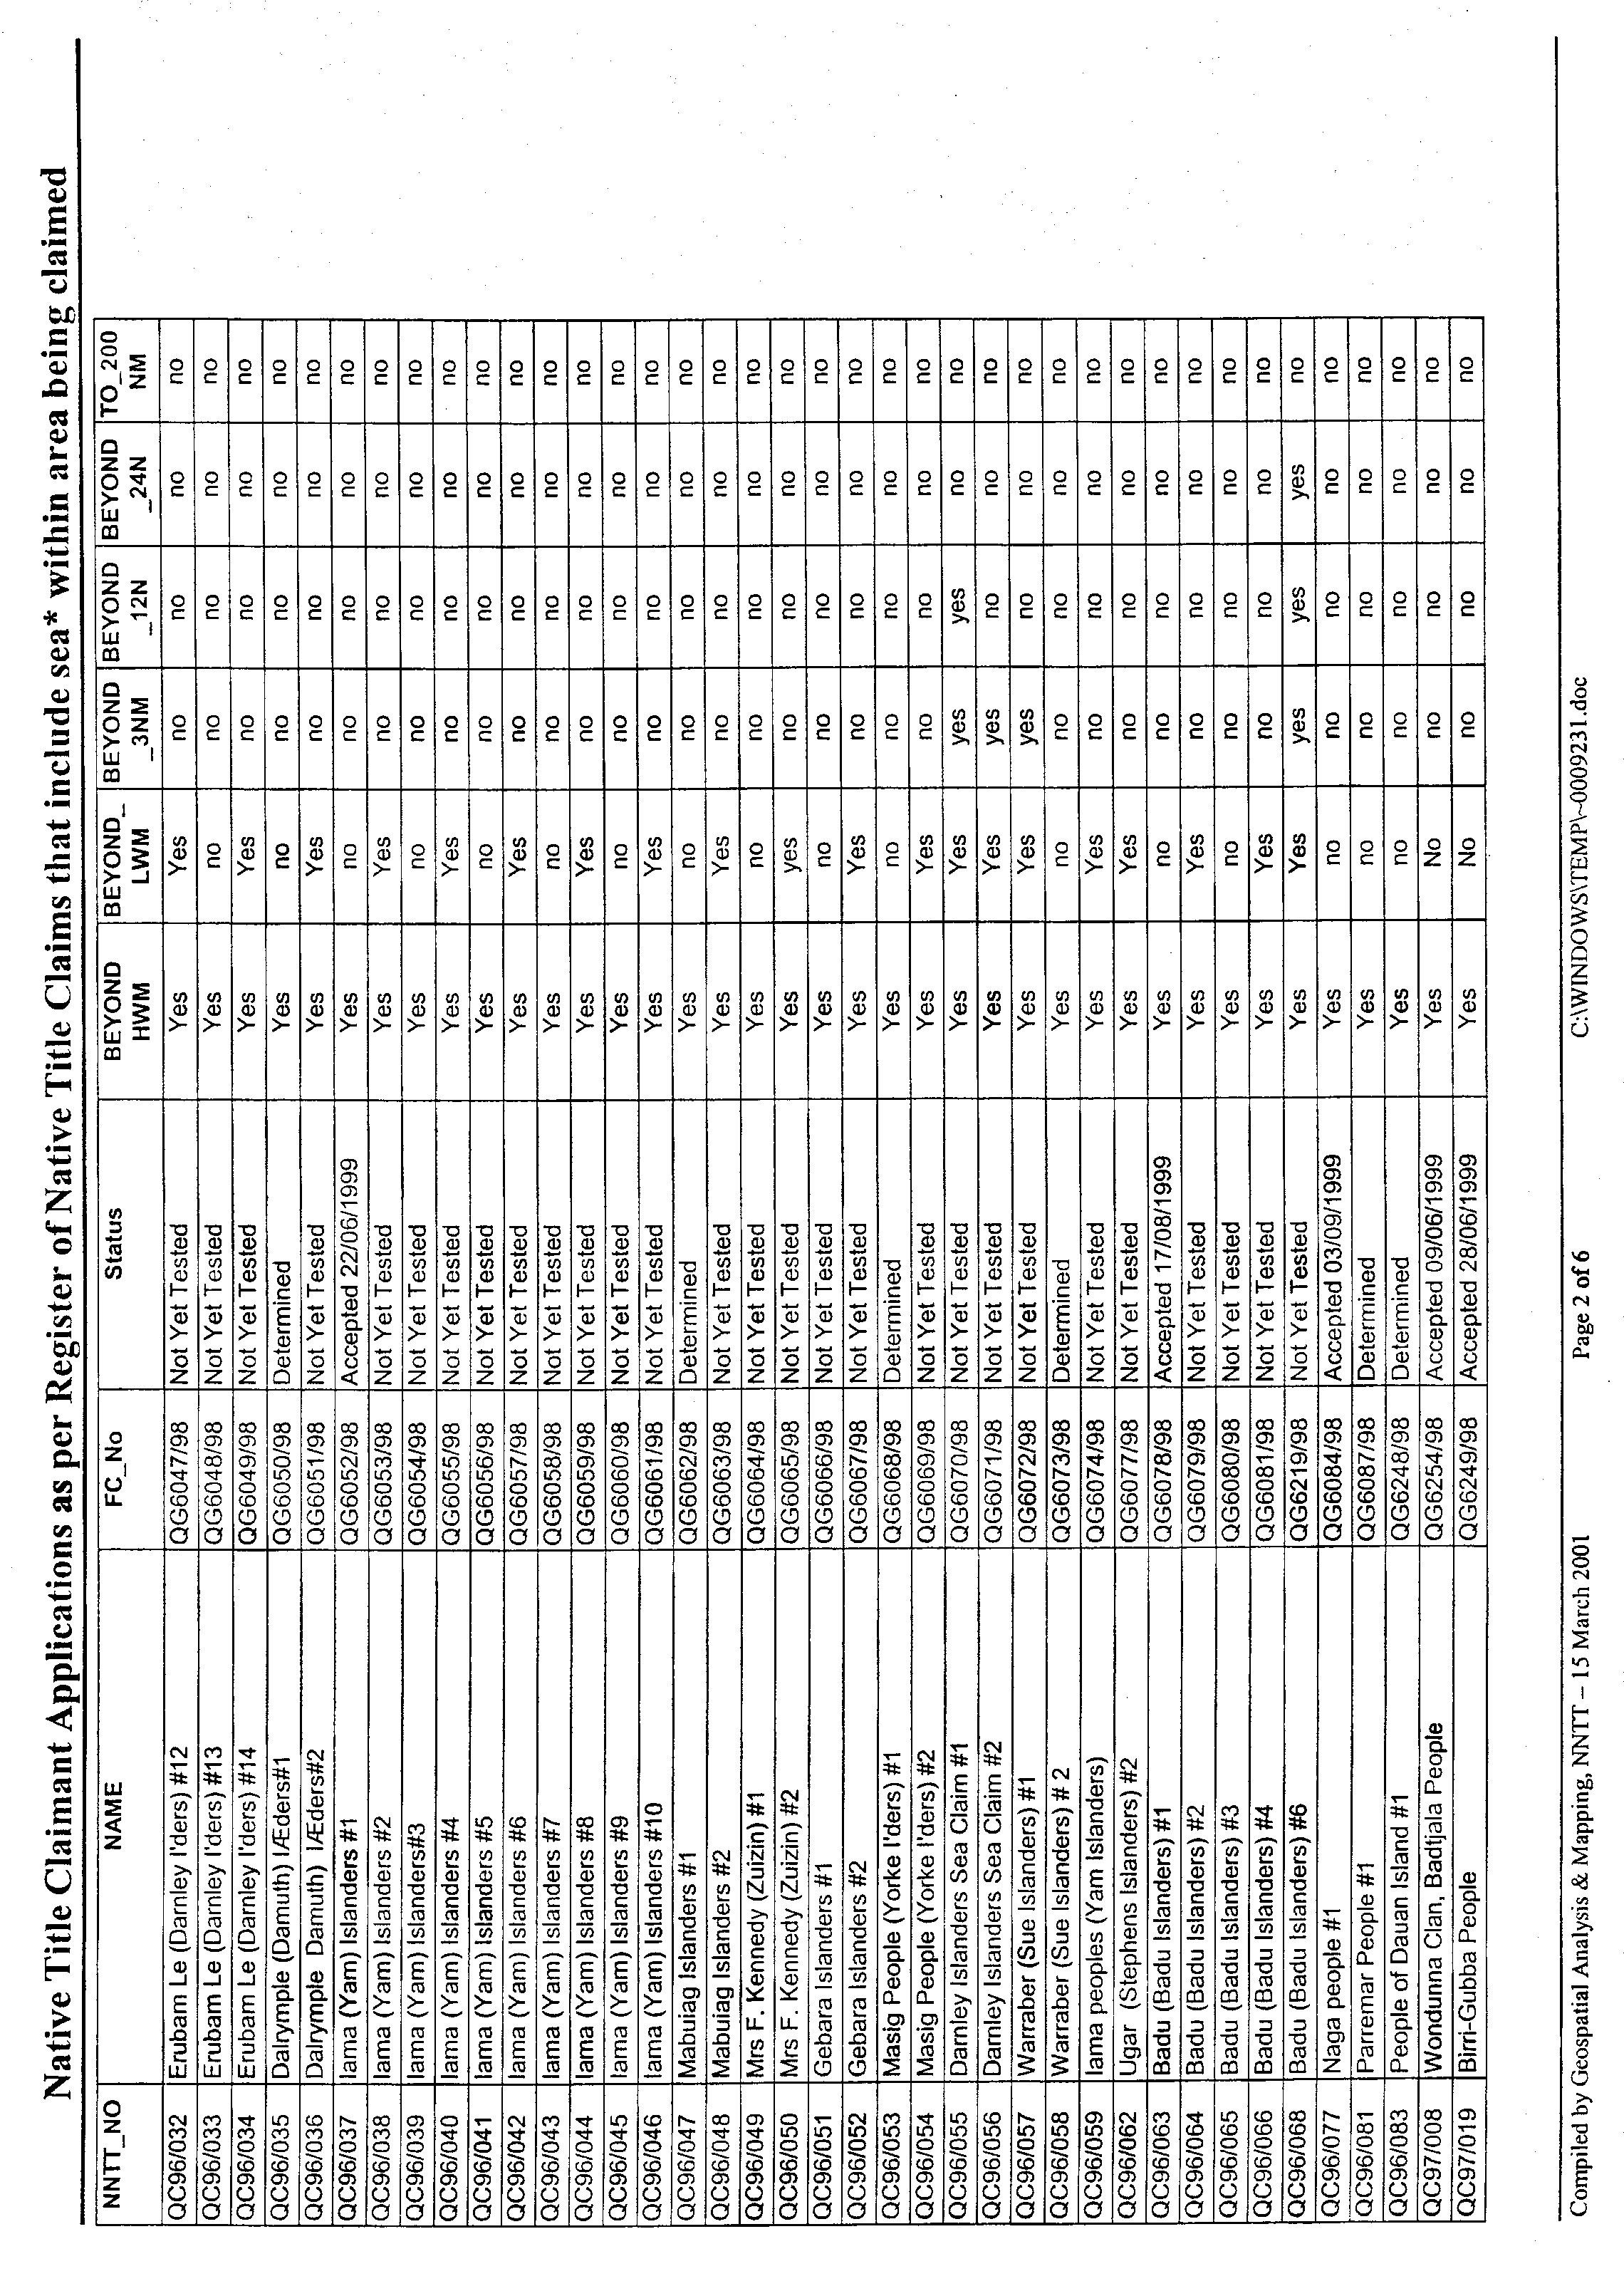 Native Title Claimant Applications as per Register of Native Title Claims that include sea* within area being claimed
NNTT_NO NAME FC_No Status BEYOND HWM BEYOND_LWM BEYOND_3NM BEYOND_12N BEYOND_24N TO_200 NM
QC96/032 Erubam Le (Darnley I'ders) #12 QG6047/98 Not Yet Tested Yes Yes no no no no
QC96/033 Erubam Le (Darnley I'ders) #13 QG6048/98 Not Yet Tested Yes no no no no no
QC96/034 Erubam Le (Darnley I'ders) #14 QG6049/98 Not Yet Tested Yes Yes no no no no
QC96/035 Dalrymple (Damuth) IÆders#1 QG6050/98 Determined Yes no no no no no
QC96/036 Dalrymple Damuth) IÆders#2 QG6051/98 Not Yet Tested Yes Yes no no no no
QC96/037 Iama (Yam) Islanders #1 QG6052/98 Accepted 22/06/1999 Yes no no no no no
QC96/038 Iama (Yam) Islanders #2 QG6053/98 Not Yet Tested Yes Yes no no no no
QC96/039 Iama (Yam) Islanders#3 QG6054/98 Not Yet Tested Yes no no no no no
QC96/040 Iama (Yam) Islanders #4 QG6055/98 Not Yet Tested Yes Yes no no no no
QC96/041 Iama (Yam) Islanders #5 QG6056/98 Not Yet Tested Yes no no no no no
QC96/042 Iama (Yam) Islanders #6 QG6057/98 Not Yet Tested Yes Yes no no no no
QC96/043 Iama (Yam) Islanders #7 QG6058/98 Not Yet Tested Yes no no no no no
QC96/044 Iama (Yam) Islanders #8 QG6059/98 Not Yet Tested Yes Yes no no no no
QC96/045 Iama (Yam) Islanders #9 QG6060/98 Not Yet Tested Yes no no no no no
QC96/046 Iama (Yam) Islanders #10 QG6061/98 Not Yet Tested Yes Yes no no no no
QC96/047 Mabuiag Islanders #1 QG6062/98 Determined Yes no no no no no
QC96/048 Mabuiag Islanders #2 QG6063/98 Not Yet Tested Yes Yes no no no no
QC96/049 Mrs F. Kennedy (Zuizin) #1 QG6064/98 Not Yet Tested Yes no no no no no
QC96/050 Mrs F. Kennedy (Zuizin) #2 QG6065/98 Not Yet Tested Yes yes no no no no
QC96/051 Gebara Islanders #1 QG6066/98 Not Yet Tested Yes no no no no no
QC96/052 Gebara Islanders #2 QG6067/98 Not Yet Tested Yes Yes no no no no
QC96/053 Masig People (Yorke I'ders) #1 QG6068/98 Determined Yes no no no no no
QC96/054 Masig People (Yorke I'ders) #2 QG6069/98 Not Yet Tested Yes Yes no no no no
QC96/055 Darnley Islanders Sea Claim #1 QG6070/98 Not Yet Tested Yes Yes yes yes no no
QC96/056 Darnley Islanders Sea Claim #2 QG6071/98 Not Yet Tested Yes Yes yes no no no
QC96/057 Warraber (Sue Islanders) #1 QG6072/98 Not Yet Tested Yes Yes yes no no no
QC96/058 Warraber (Sue Islanders) # 2 QG6073/98 Determined Yes no no no no no
QC96/059 Iama peoples (Yam Islanders) QG6074/98 Not Yet Tested Yes Yes no no no no
QC96/062 Ugar (Stephens Islanders) #2 QG6077/98 Not Yet Tested Yes Yes no no no no
QC96/063 Badu (Badu Islanders) #1 QG6078/98 Accepted 17/08/1999 Yes no no no no no
QC96/064 Badu (Badu Islanders) #2 QG6079/98 Not Yet Tested Yes Yes no no no no
QC96/065 Badu (Badu Islanders) #3 QG6080/98 Not Yet Tested Yes no no no no no
QC96/066 Badu (Badu Islanders) #4 QG6081/98 Not Yet Tested Yes Yes no no no no
QC96/068 Badu (Badu Islanders) #6 QG6219/98 Not Yet Tested Yes Yes yes yes yes no
QC96/077 Naga people #1 QG6084/98 Accepted 03/09/1999 Yes no no no no no
QC96/081 Parremar People #1 QG6087/98 Determined Yes no no no no no
QC96/083 People of Dauan Island #1 QG6248/98 Determined Yes no no no no no
QC97/008 Wondunna Clan, Badtjala People QG6254/98 Accepted 09/06/1999 Yes No no no no no
QC97/019 Birri-Gubba People QG6249/98 Accepted 28/06/1999 Yes No no no no no
Compiled by Geospatial Analysis & Mapping, NNTT – 15 March 2001 Page 2 of 6 C:\WINDOWS\TEMP\~0092231.doc